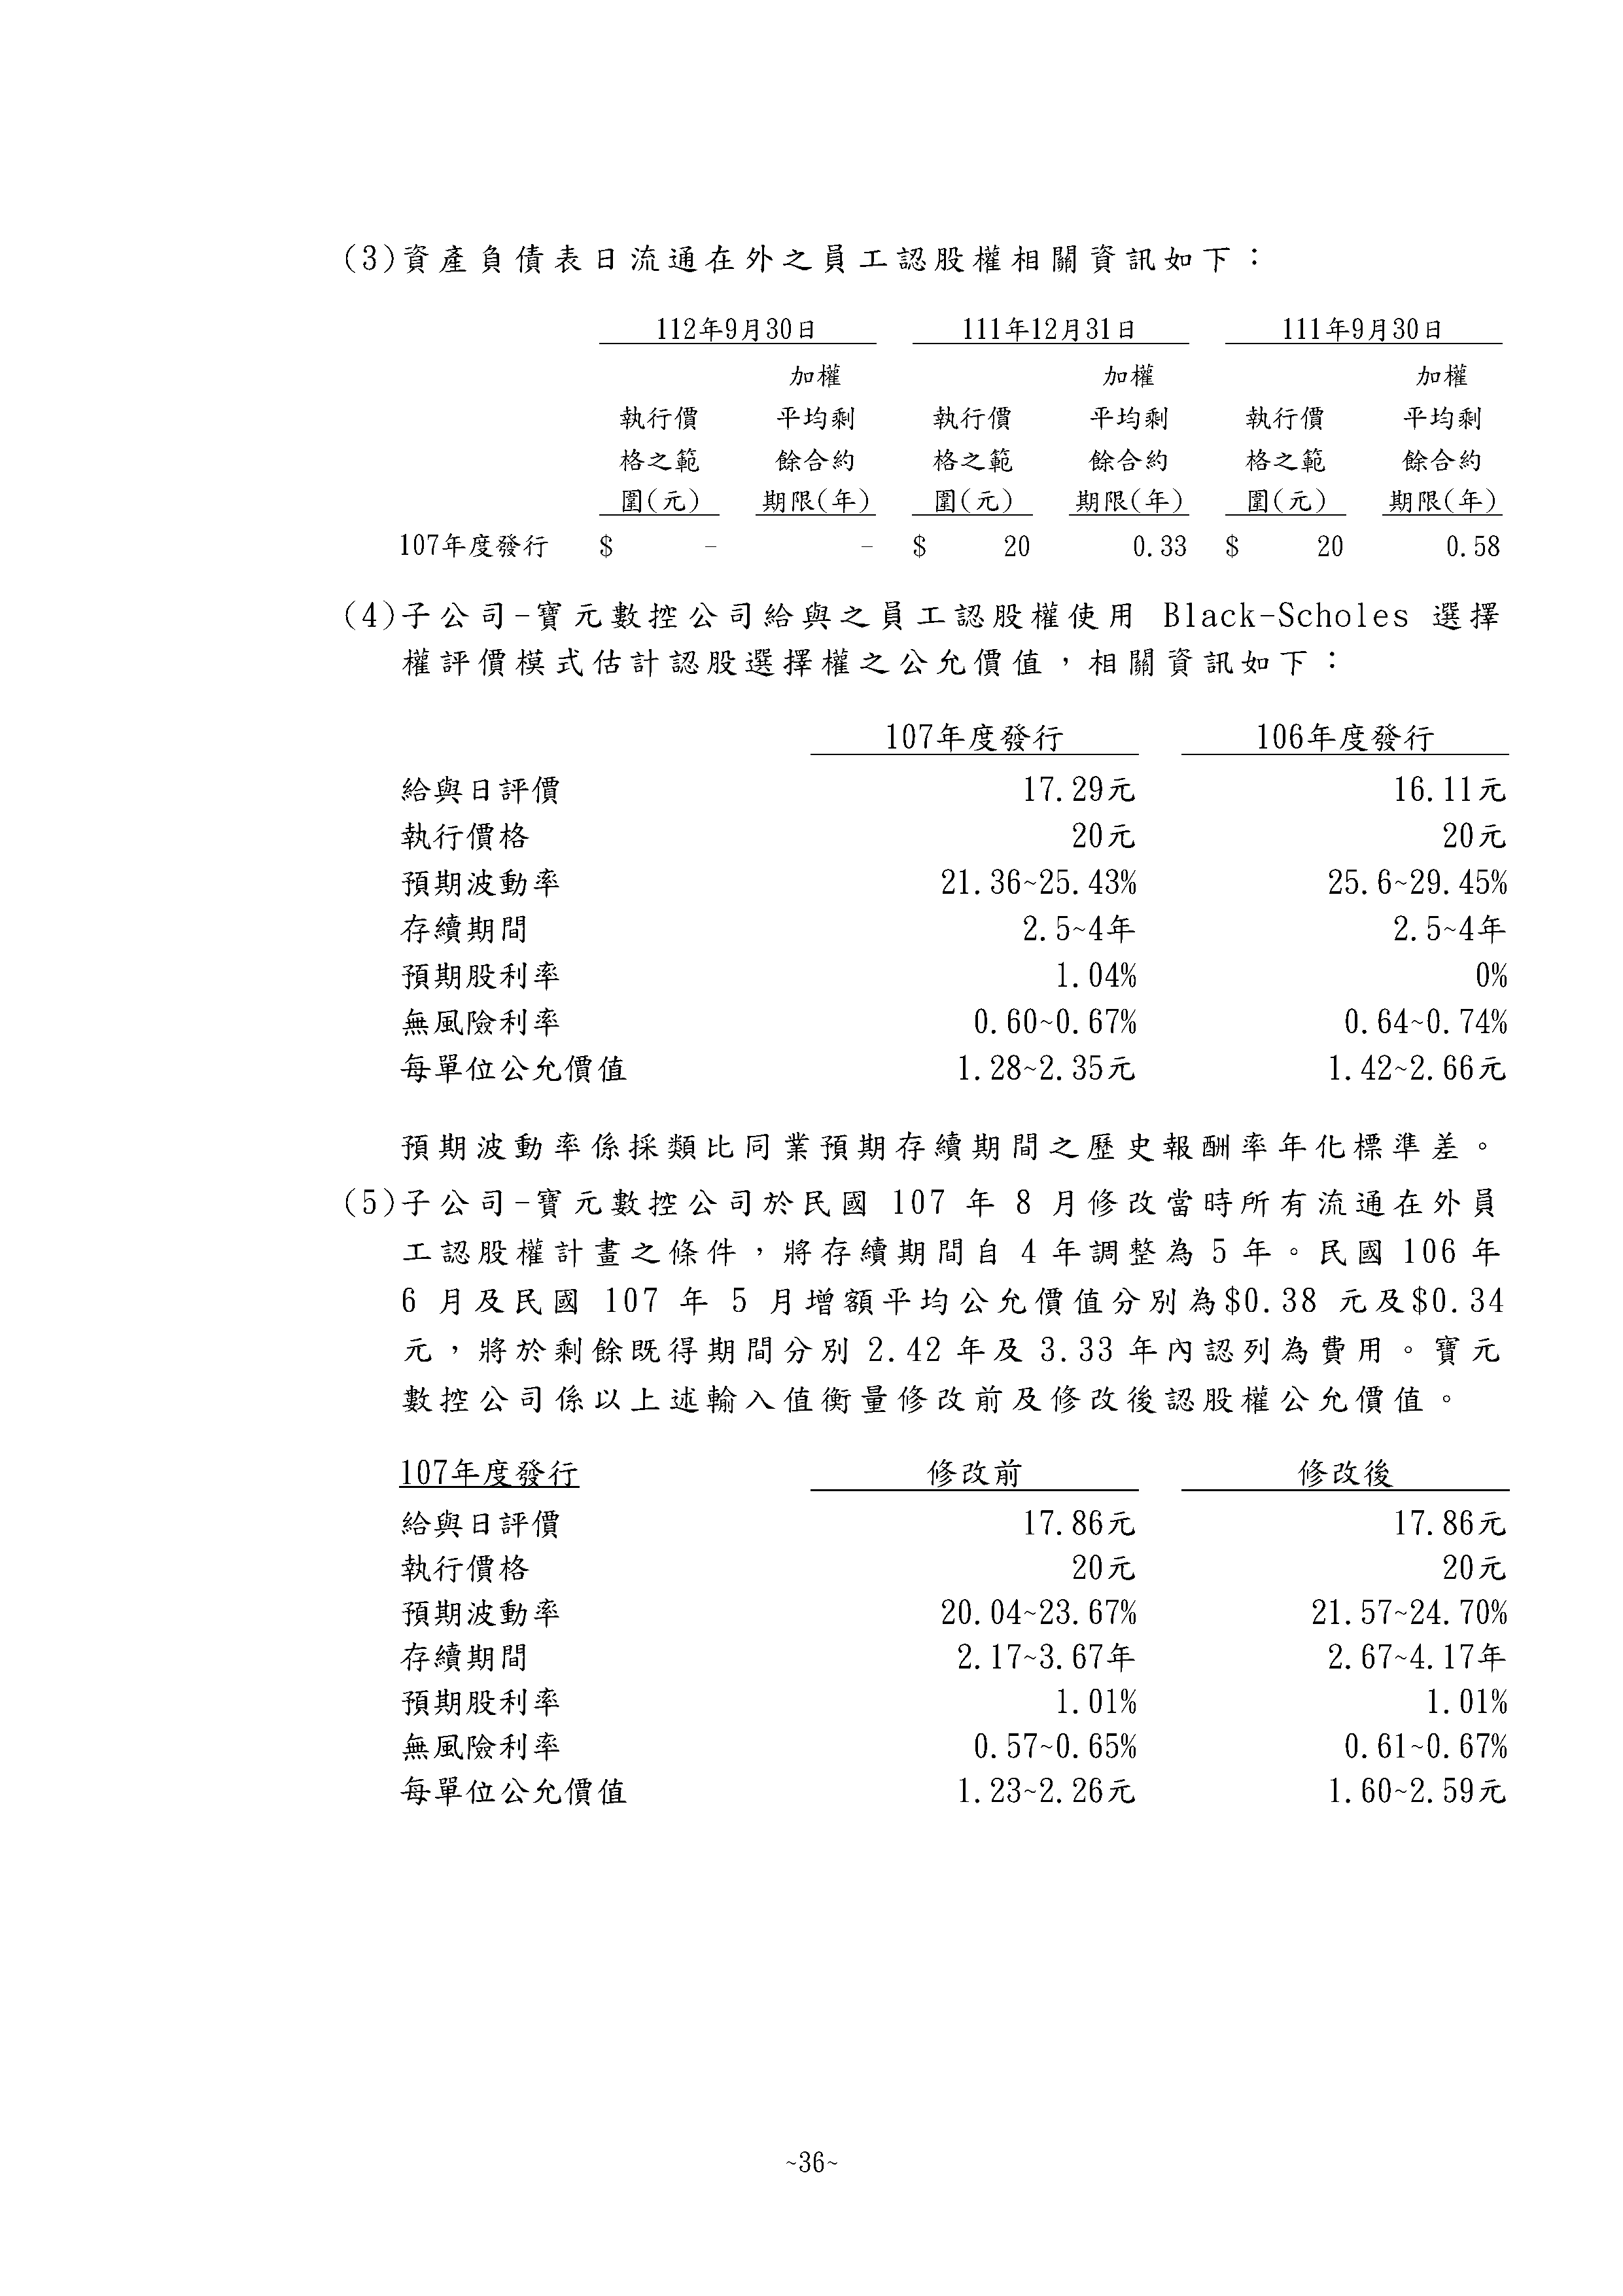 (3)資產負債表日流通在外之員工認股權相關資訊如下：
112年9月30日 111年12月31日 111年9月30日
加權 加權 加權
執行價 平均剩 執行價 平均剩 執行價 平均剩
格之範 餘合約 格之範 餘合約 格之範 餘合約
圍(元) 期限(年) 圍(元) 期限(年) 圍(元) 期限(年)
107年度發行 $ - - $ 20 0.33 $ 20 0.58
(4)子公司-寶元數控公司給與之員工認股權使用 Black-Scholes 選擇
權評價模式估計認股選擇權之公允價值，相關資訊如下：
107年度發行 106年度發行
給與日評價 17.29元 16.11元
執行價格 20元 20元
預期波動率 21.36~25.43% 25.6~29.45%
存續期間 2.5~4年 2.5~4年
預期股利率 1.04% 0%
無風險利率 0.60~0.67% 0.64~0.74%
每單位公允價值 1.28~2.35元 1.42~2.66元
預期波動率係採類比同業預期存續期間之歷史報酬率年化標準差。
(5)子公司-寶元數控公司於民國 107 年 8 月修改當時所有流通在外員
工認股權計畫之條件，將存續期間自 4 年調整為 5 年。民國 106 年
6 月及民國 107 年 5 月增額平均公允價值分別為$0.38 元及$0.34
元，將於剩餘既得期間分別 2.42 年及 3.33 年內認列為費用。寶元
數控公司係以上述輸入值衡量修改前及修改後認股權公允價值。
107年度發行 修改前 修改後
給與日評價 17.86元 17.86元
執行價格 20元 20元
預期波動率 20.04~23.67% 21.57~24.70%
存續期間 2.17~3.67年 2.67~4.17年
預期股利率 1.01% 1.01%
無風險利率 0.57~0.65% 0.61~0.67%
每單位公允價值 1.23~2.26元 1.60~2.59元
~36~